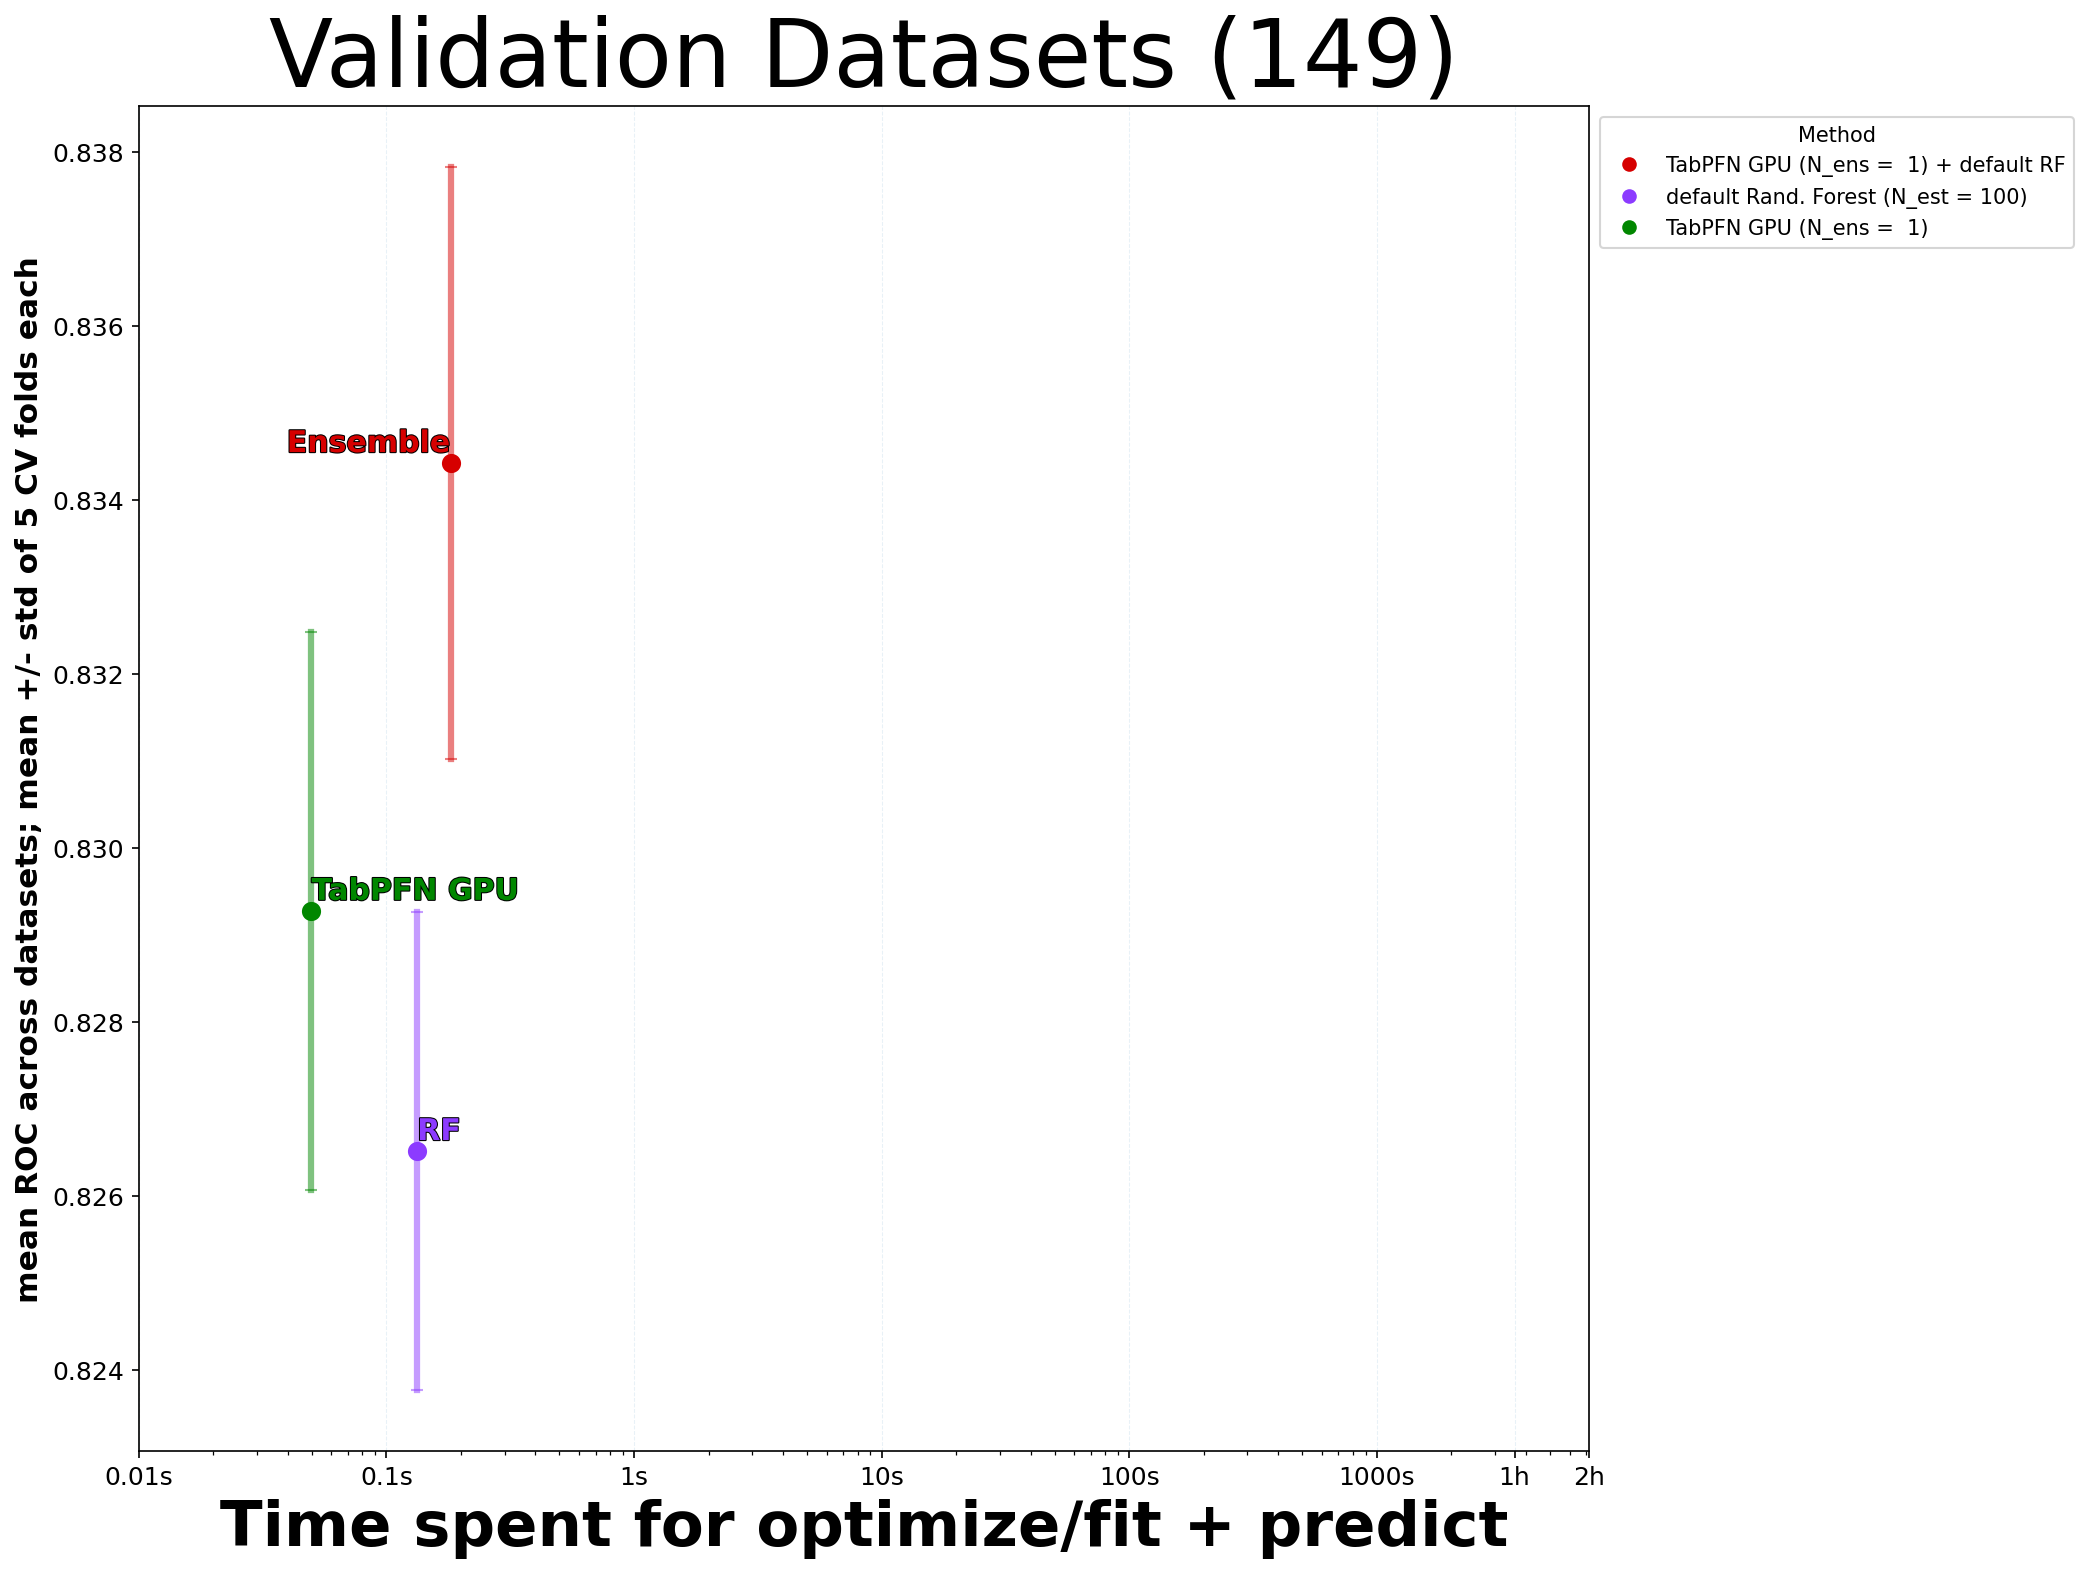 Validation Datasets (149)
mean ROC across datasets; mean +/- std of 5 CV folds each
0.838
0.836
0.834
0.832
0.830
0.828
0.826
0.824
Ensemble
TabPFN GPU
RF
0.01s 0.1s 1s 10s 100s 1000s 1h 2h
Time spent for optimize/fit + predict
Method
TabPFN GPU (N_ens =  1) + default RF
default Rand. Forest (N_est = 100)
TabPFN GPU (N_ens =  1)